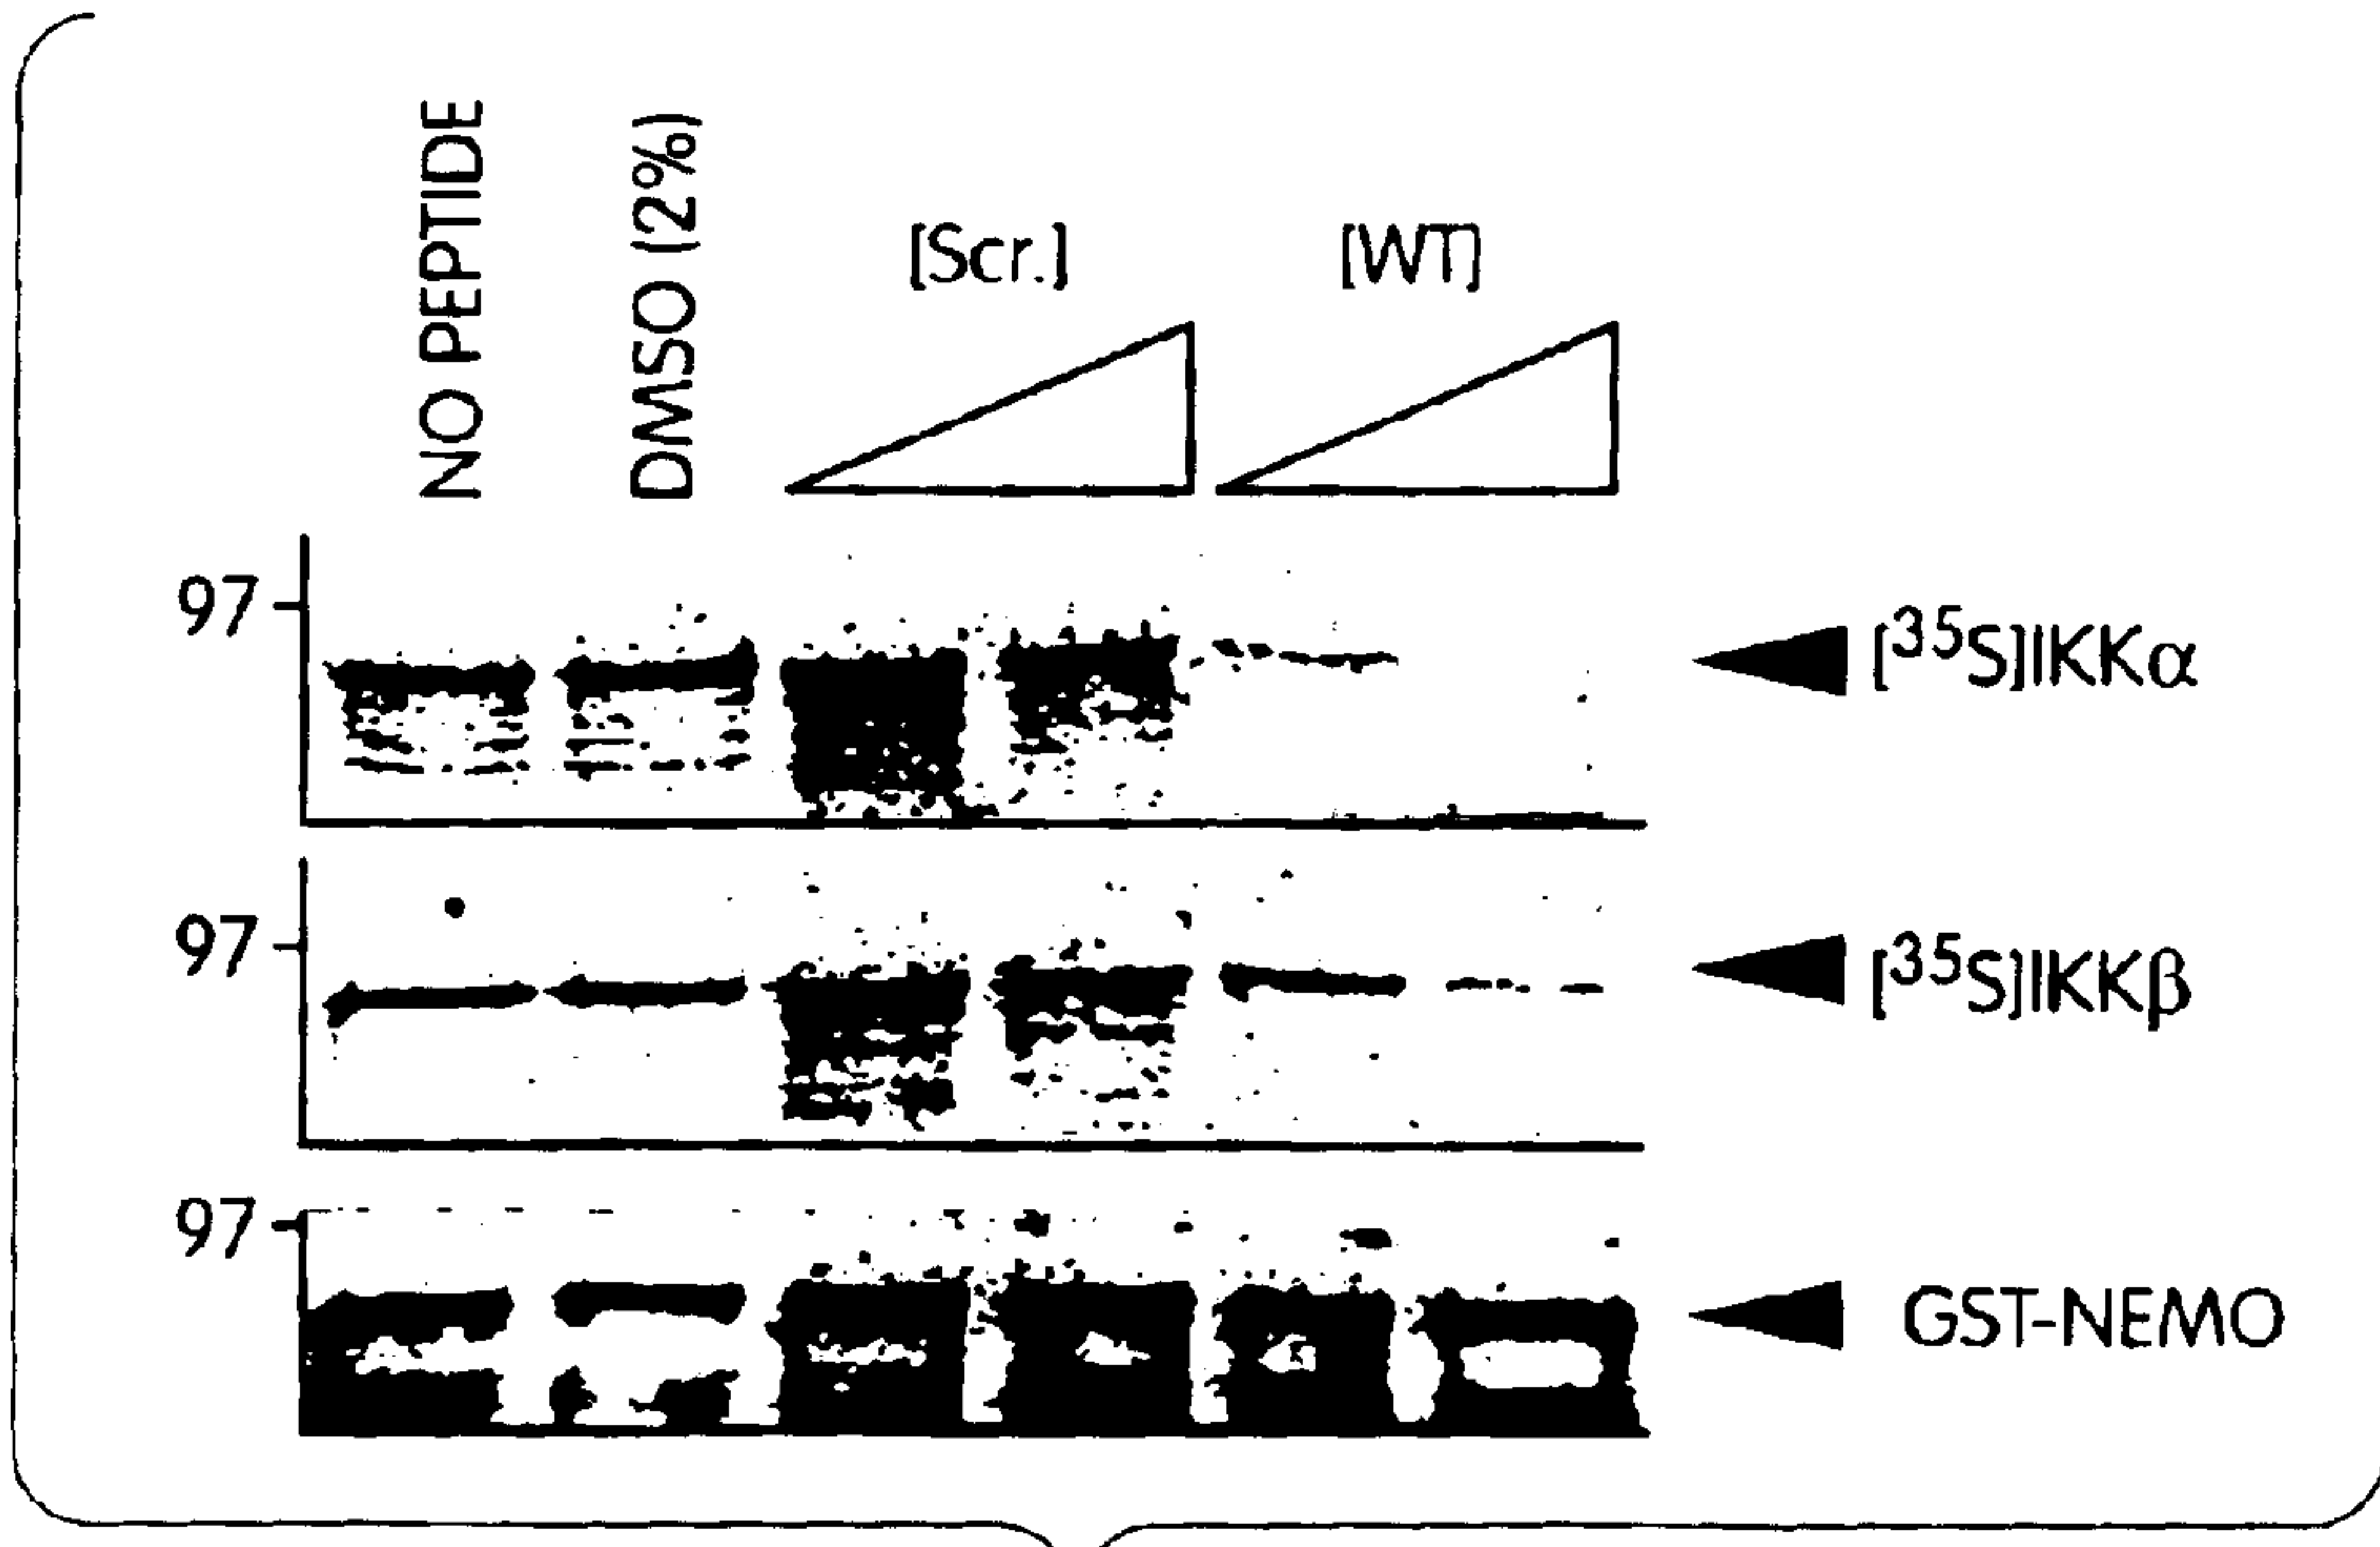 NO PEPTIDE
DMSO (2%)
[Scr.]
[WT]
97
[³⁵S]IKKα
97
[³⁵S]IKKβ
97
GST-NEMO